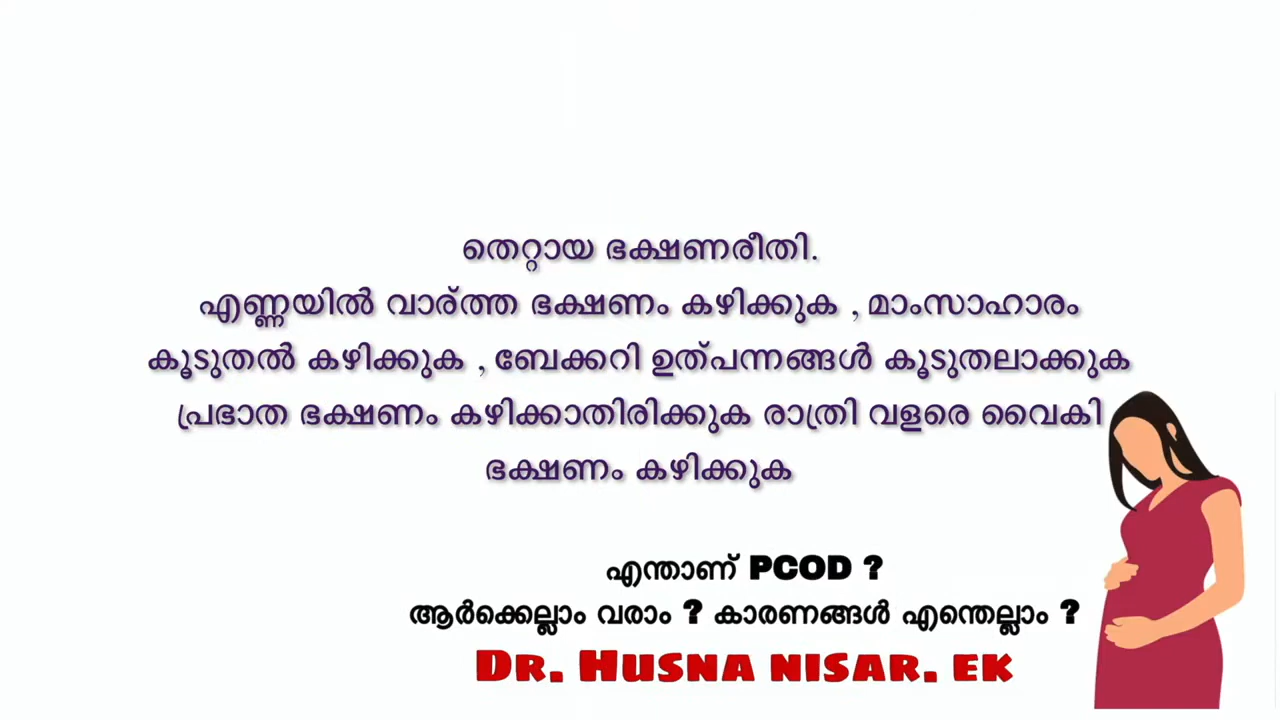 തെറ്റായ ഭക്ഷണരീതി.
എണ്ണയിൽ വാര്ത്ത ഭക്ഷണം കഴിക്കുക , മാംസാഹാരം
കൂടുതൽ കഴിക്കുക , ബേക്കറി ഉത്പന്നങ്ങൾ കൂടുതലാക്കുക
പ്രഭാത ഭക്ഷണം കഴിക്കാതിരിക്കുക രാത്രി വളരെ വൈകി
ഭക്ഷണം കഴിക്കുക
എന്താണ് PCOD ?
ആർക്കെല്ലാം വരാം ? കാരണങ്ങൾ എന്തെല്ലാം ?
DR. HUSNA NISAR. EK